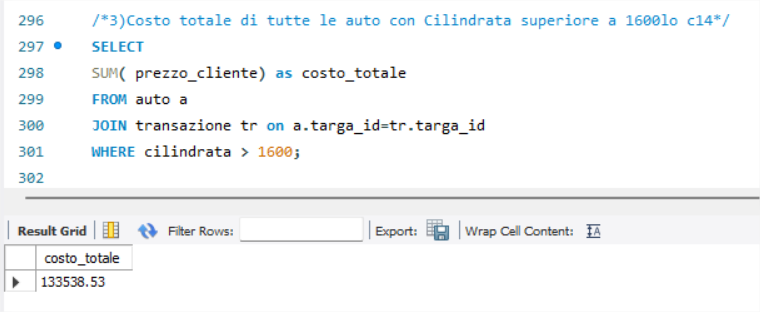 296 /*3)Costo totale di tutte le auto con Cilindrata superiore a 1600lo c14*/
297 SELECT
298 SUM( prezzo_cliente) as costo_totale
299 FROM auto a
300 JOIN transazione tr on a.targa_id=tr.targa_id
301 WHERE cilindrata > 1600;
302
Result Grid Filter Rows: Export: Wrap Cell Content: IA
costo_totale
133538.53